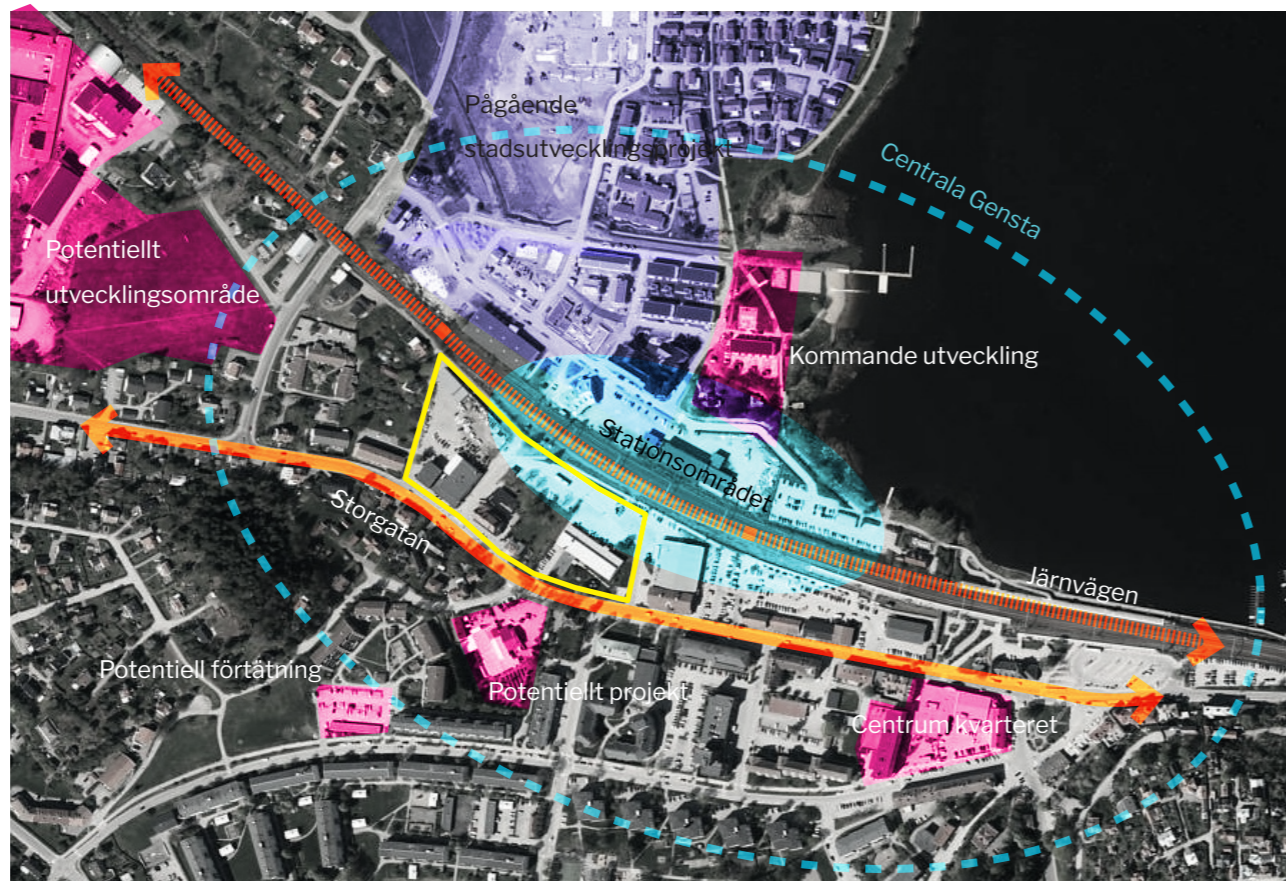 Pågående
stadsutvecklingsprojekt
Centrala Gensta
Potentiellt
utvecklingsområde
Kommande utveckling
Stationsområdet
Storgatan
Järnvägen
Potentiell förtätning
Potentiellt projekt
Centrum kvarteret